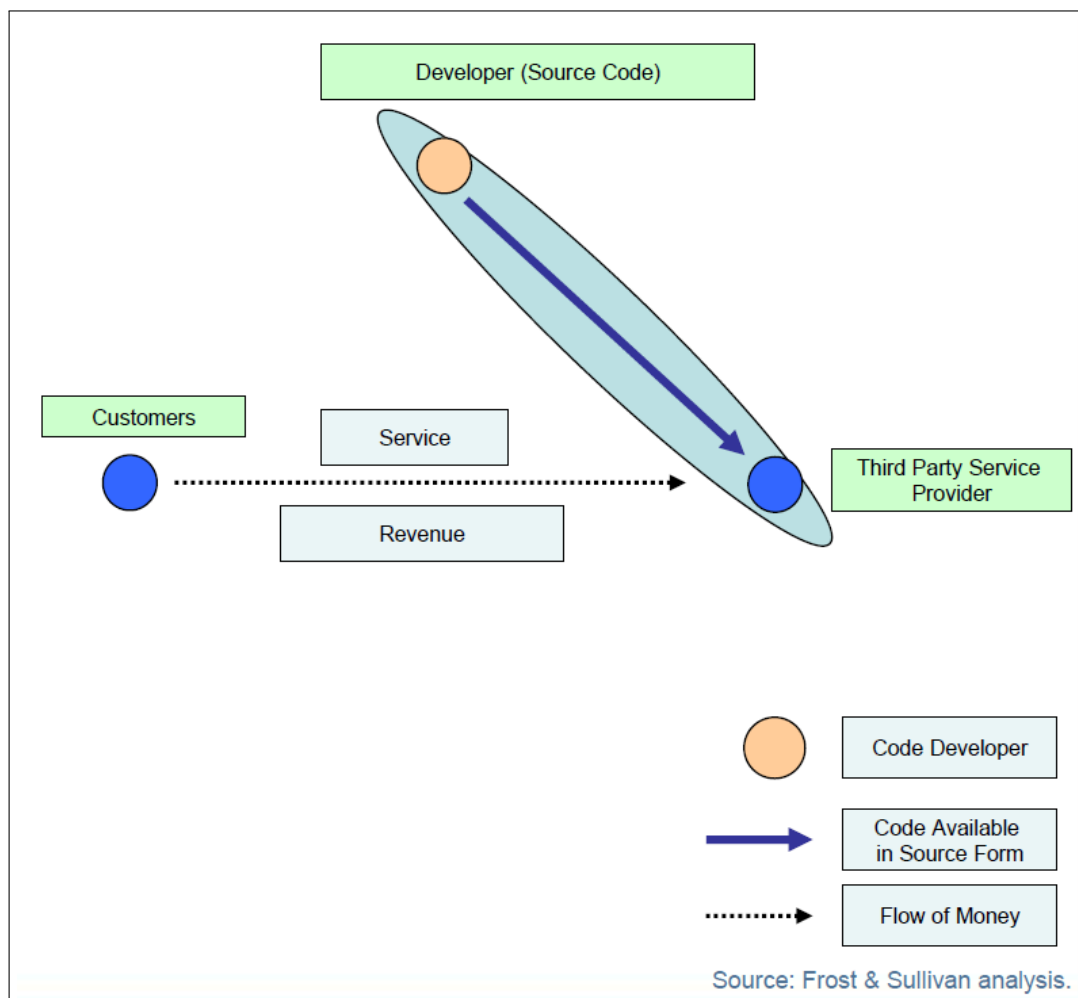 Developer (Source Code)
Customers
Service
Third Party Service
Provider
Revenue
Code Developer
Code Available
in Source Form
Flow of Money
Source: Frost & Sullivan analysis.